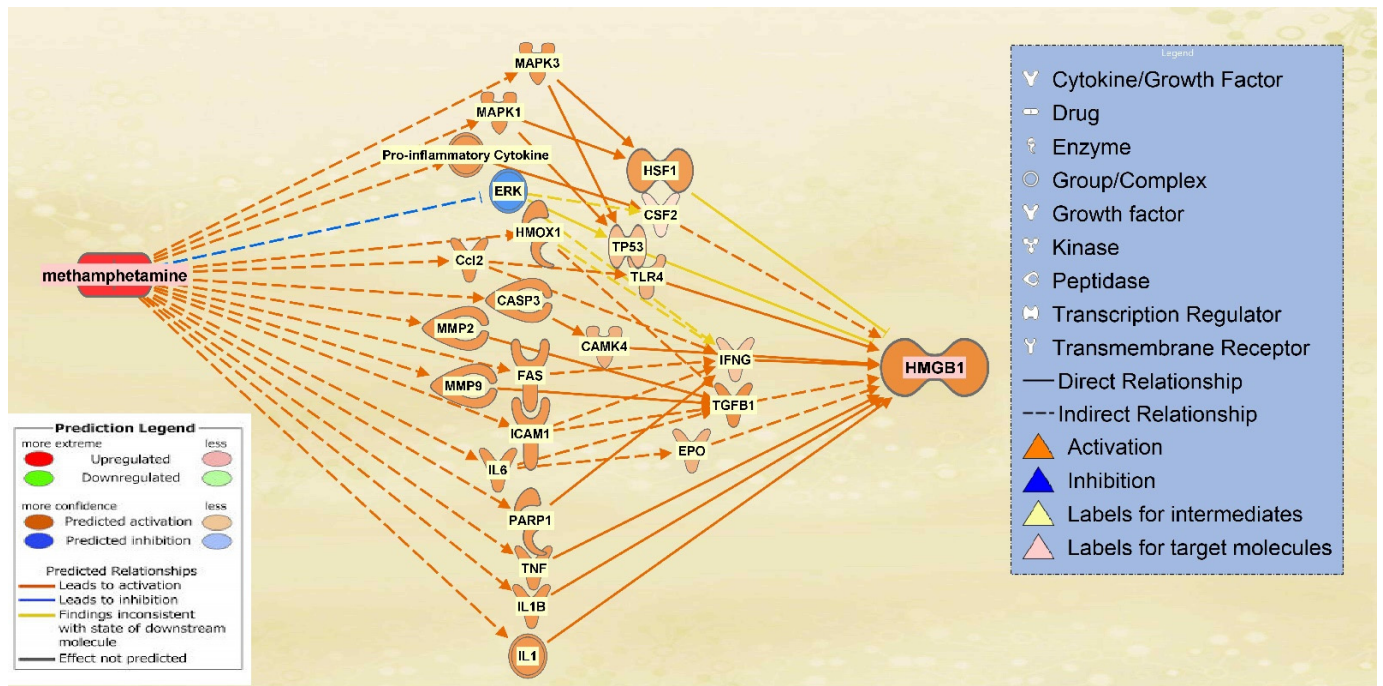 MAPK3
MAPK1
Pro-inflammatory Cytokine
ERK
HSF1
CSF2
HMOX1
TP53
Ccl2
TLR4
methamphetamine
CASP3
MMP2
CAMK4
IFNG
HMGB1
FAS
MMP9
TGFB1
ICAM1
EPO
IL6
PARP1
TNF
IL1B
IL1
Legend
Cytokine/Growth Factor
Drug
Enzyme
Group/Complex
Growth factor
Kinase
Peptidase
Transcription Regulator
Transmembrane Receptor
Direct Relationship
Indirect Relationship
Activation
Inhibition
Labels for intermediates
Labels for target molecules
Prediction Legend
more extreme less
Upregulated
Downregulated
more confidence less
Predicted activation
Predicted inhibition
Predicted Relationships
Leads to activation
Leads to inhibition
Findings inconsistent
with state of downstream
molecule
Effect not predicted